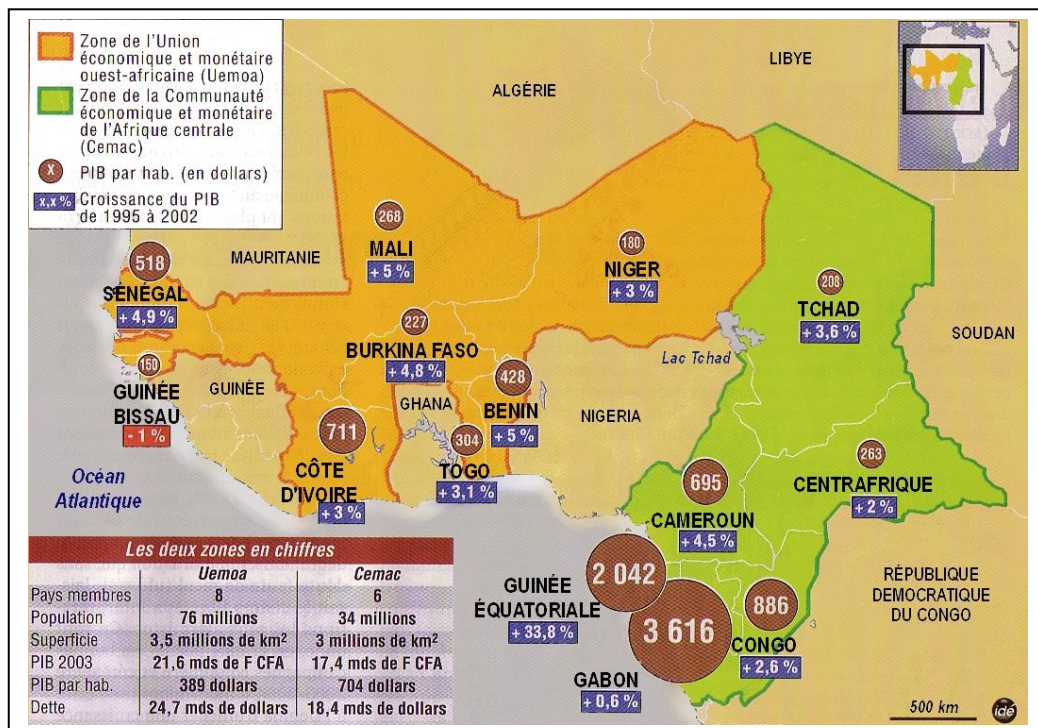 Zone de l'Union
économique et monétaire
ouest-africaine (Uemoa)
Zone de la Communauté
économique et monétaire
de l'Afrique centrale
(Cemac)
X PIB par hab. (en dollars)
x,x % Croissance du PIB
de 1995 à 2002
ALGÉRIE
LIBYE
MAURITANIE
268
MALI
+ 5 %
180
NIGER
+ 3 %
208
TCHAD
+ 3,6 %
SOUDAN
518
SÉNÉGAL
+ 4,9 %
227
BURKINA FASO
+ 4,8 %
Lac Tchad
150
GUINÉE
BISSAU
- 1 %
GUINÉE
GHANA
428
BENIN
+ 5 %
NIGERIA
711
CÔTE
D'IVOIRE
+ 3 %
304
TOGO
+ 3,1 %
263
CENTRAFRIQUE
+ 2 %
Océan
Atlantique
695
CAMEROUN
+ 4,5 %
2 042
GUINÉE
ÉQUATORIALE
+ 33,8 %
3 616
GABON
+ 0,6 %
886
CONGO
+ 2,6 %
RÉPUBLIQUE
DEMOCRATIQUE
DU CONGO
Les deux zones en chiffres
Uemoa Cemac
Pays membres 8 6
Population 76 millions 34 millions
Superficie 3,5 millions de km² 3 millions de km²
PIB 2003 21,6 mds de F CFA 17,4 mds de F CFA
PIB par hab. 389 dollars 704 dollars
Dette 24,7 mds de dollars 18,4 mds de dollars
500 km
idé